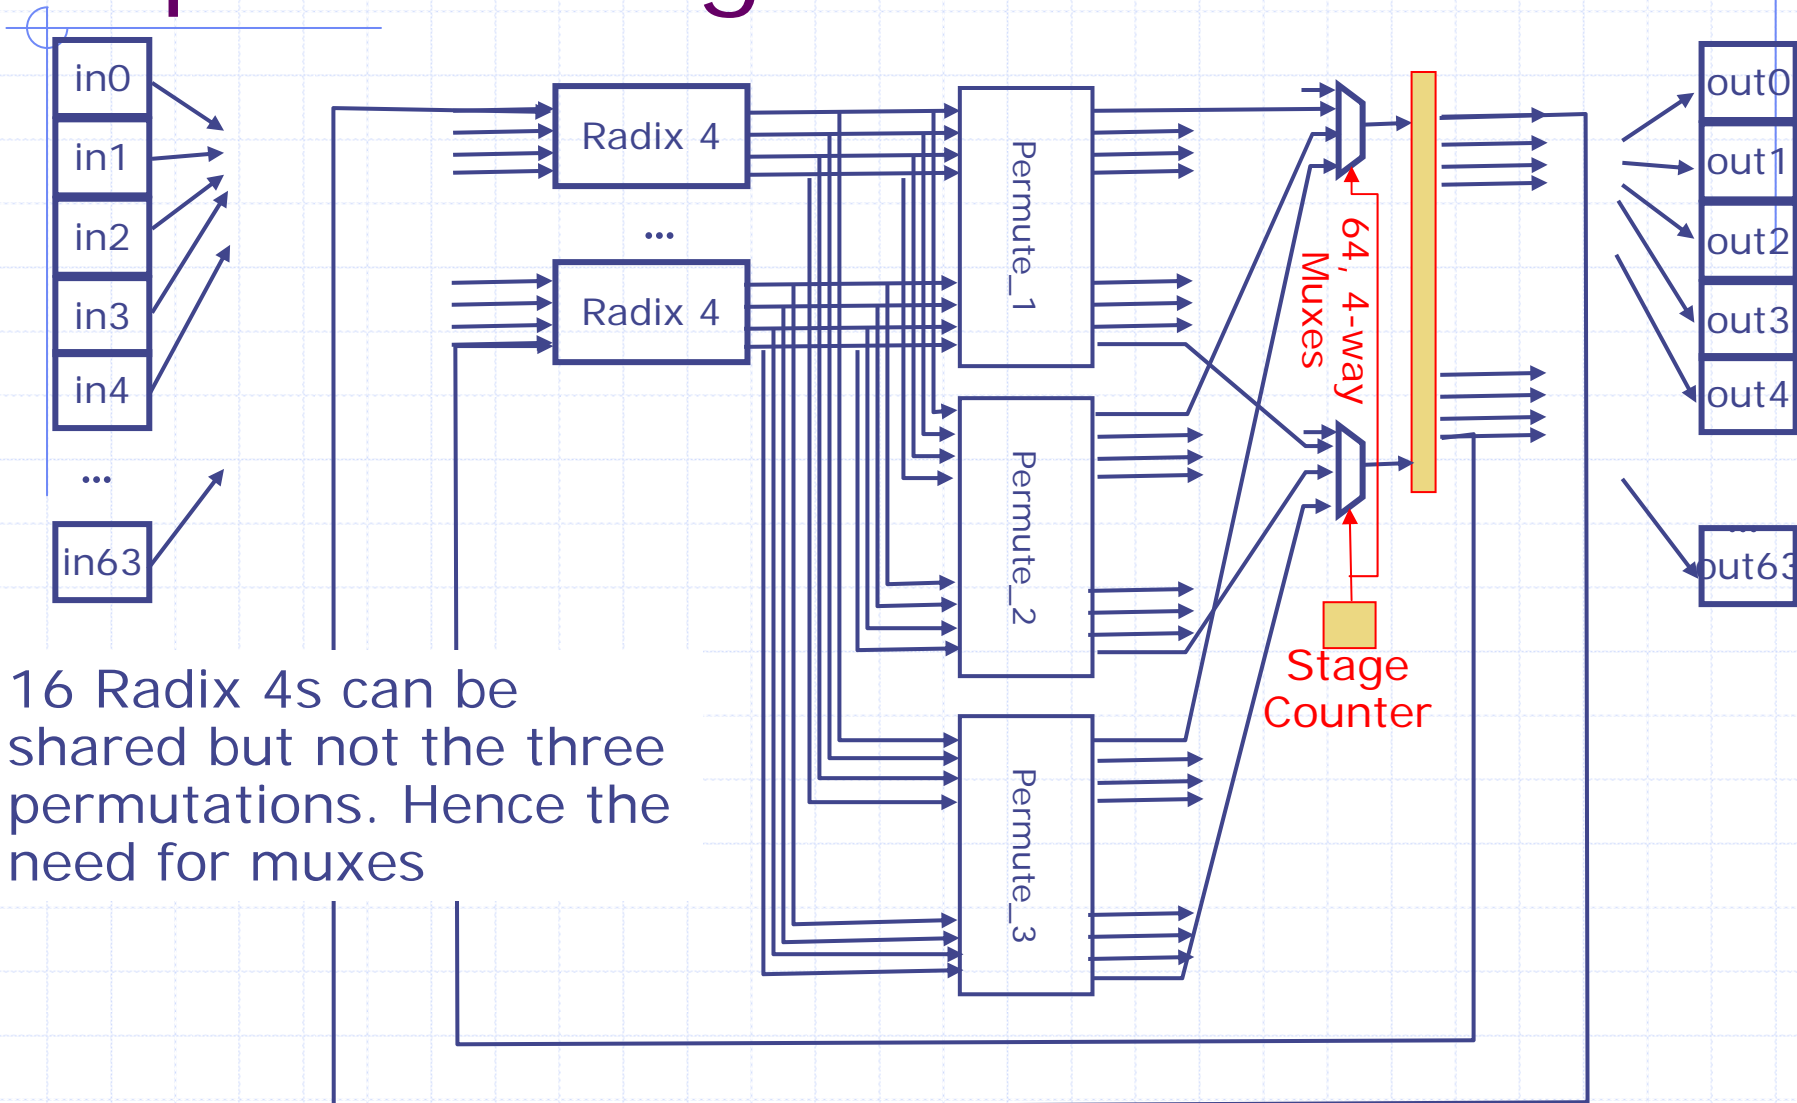 in0
in1
in2
in3
in4
...
in63
Radix 4
...
Radix 4
Permute_1
Permute_2
Permute_3
64, 4-way
Muxes
Stage
Counter
out0
out1
out2
out3
out4
...
out63
16 Radix 4s can be
shared but not the three
permutations. Hence the
need for muxes